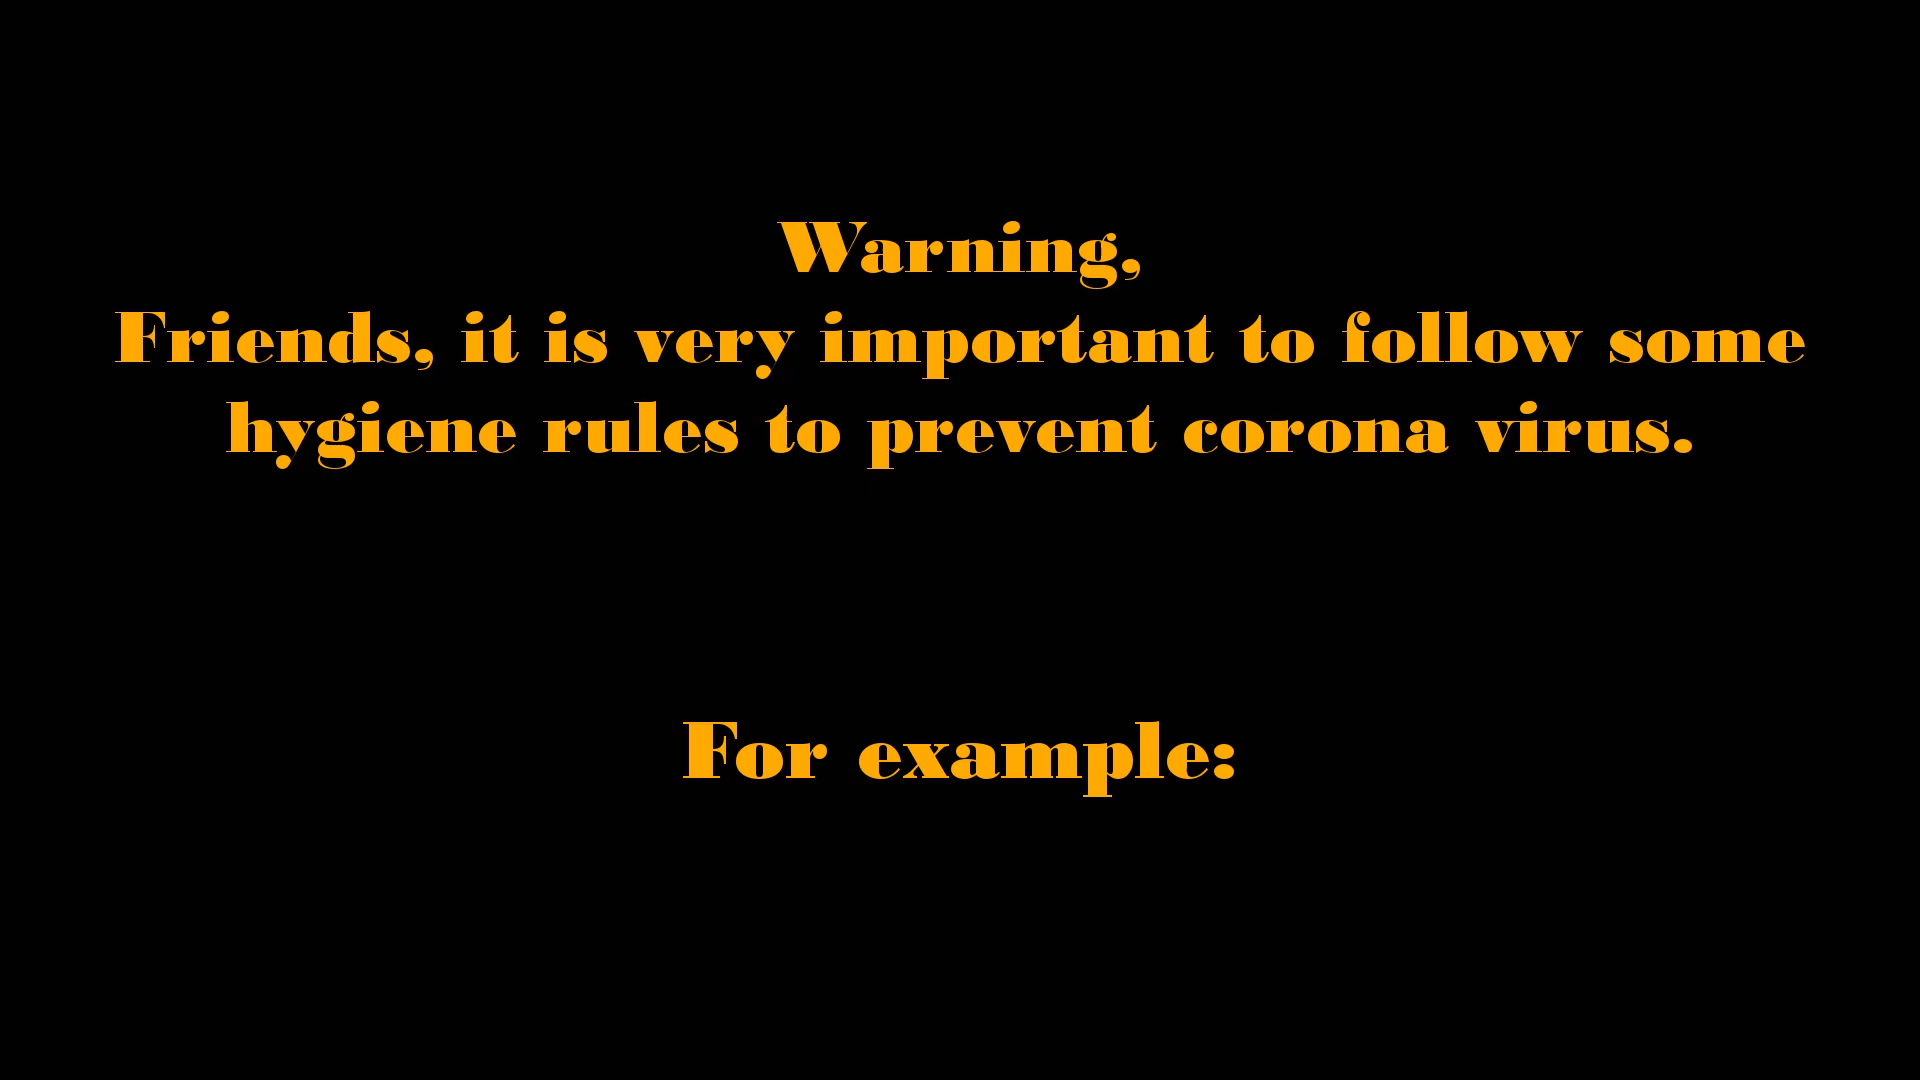 Warning,
Friends, it is very important to follow some
hygiene rules to prevent corona virus.
For example: